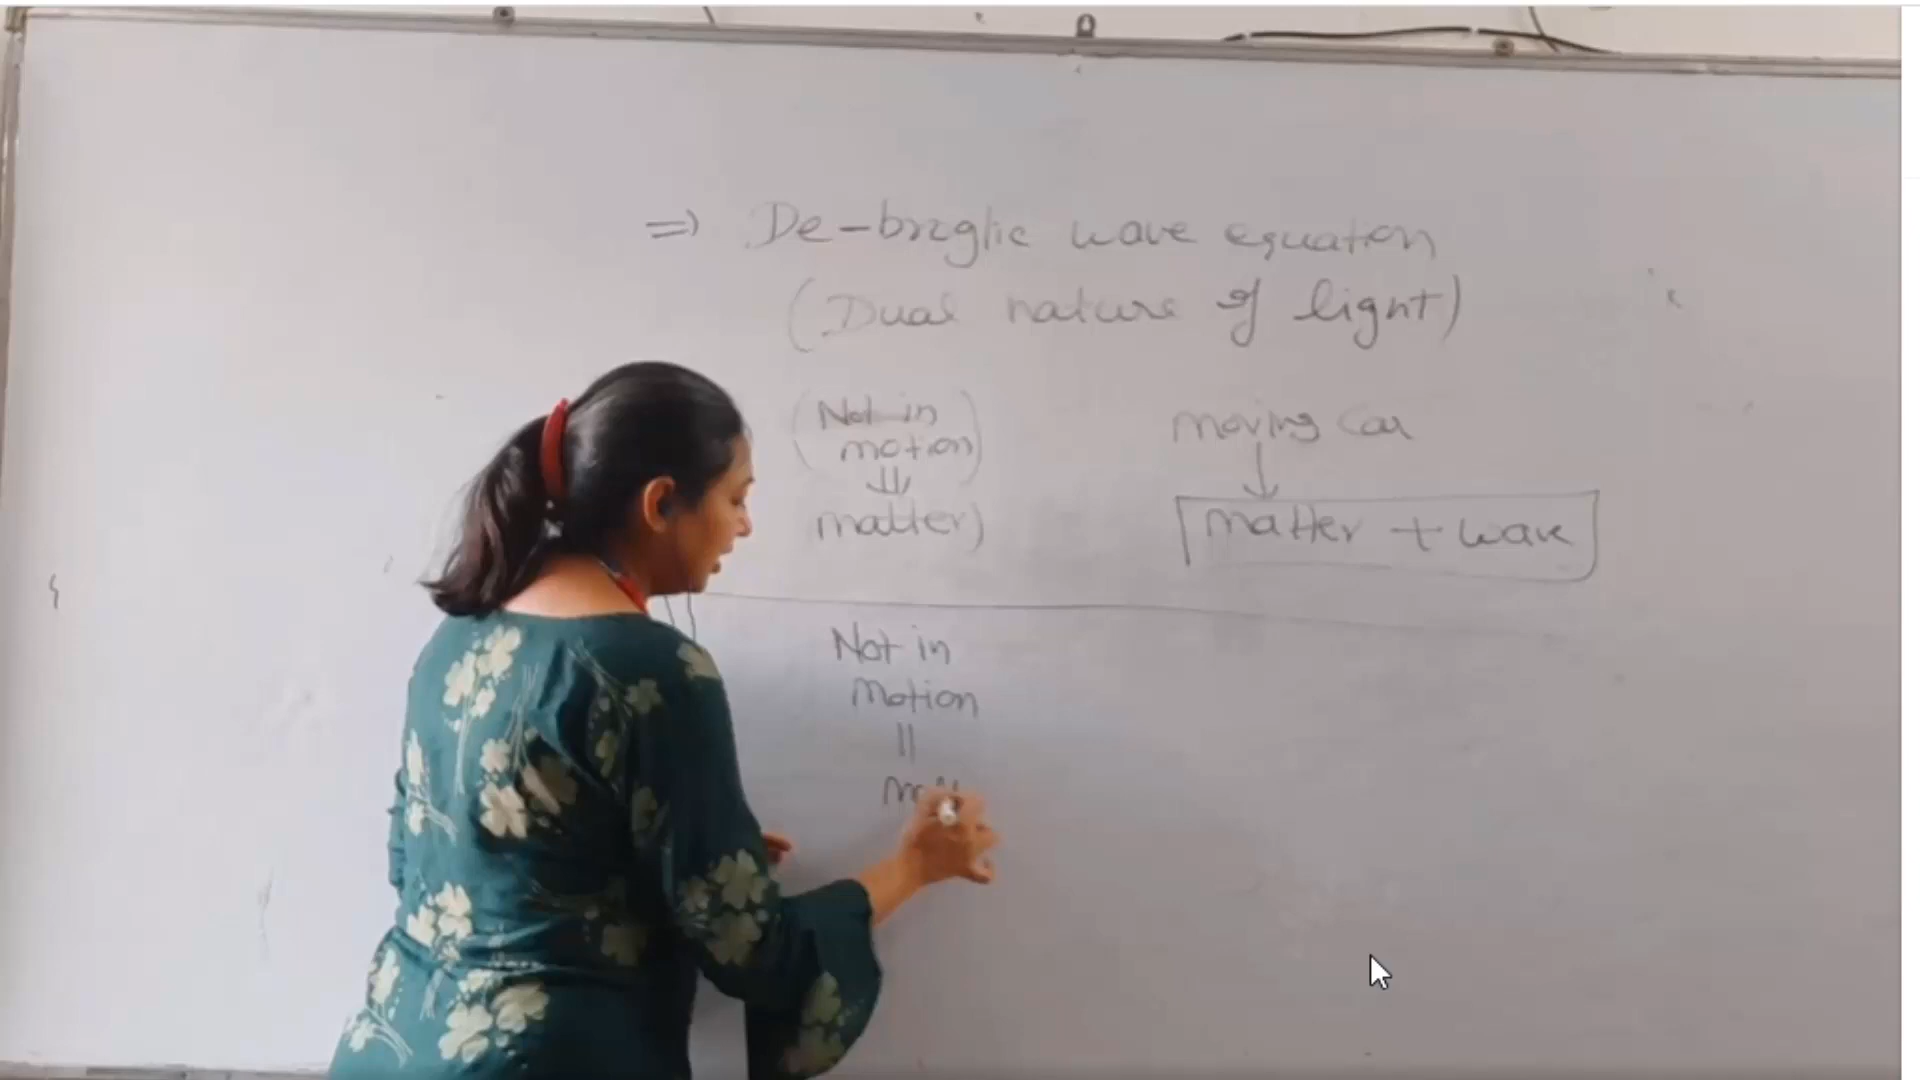 ⇒ De-broglie wave equation
(Dual nature of light)
(Not in
motion)
⇓
matter)
moving car
↓
matter + wave
Not in
Motion
||